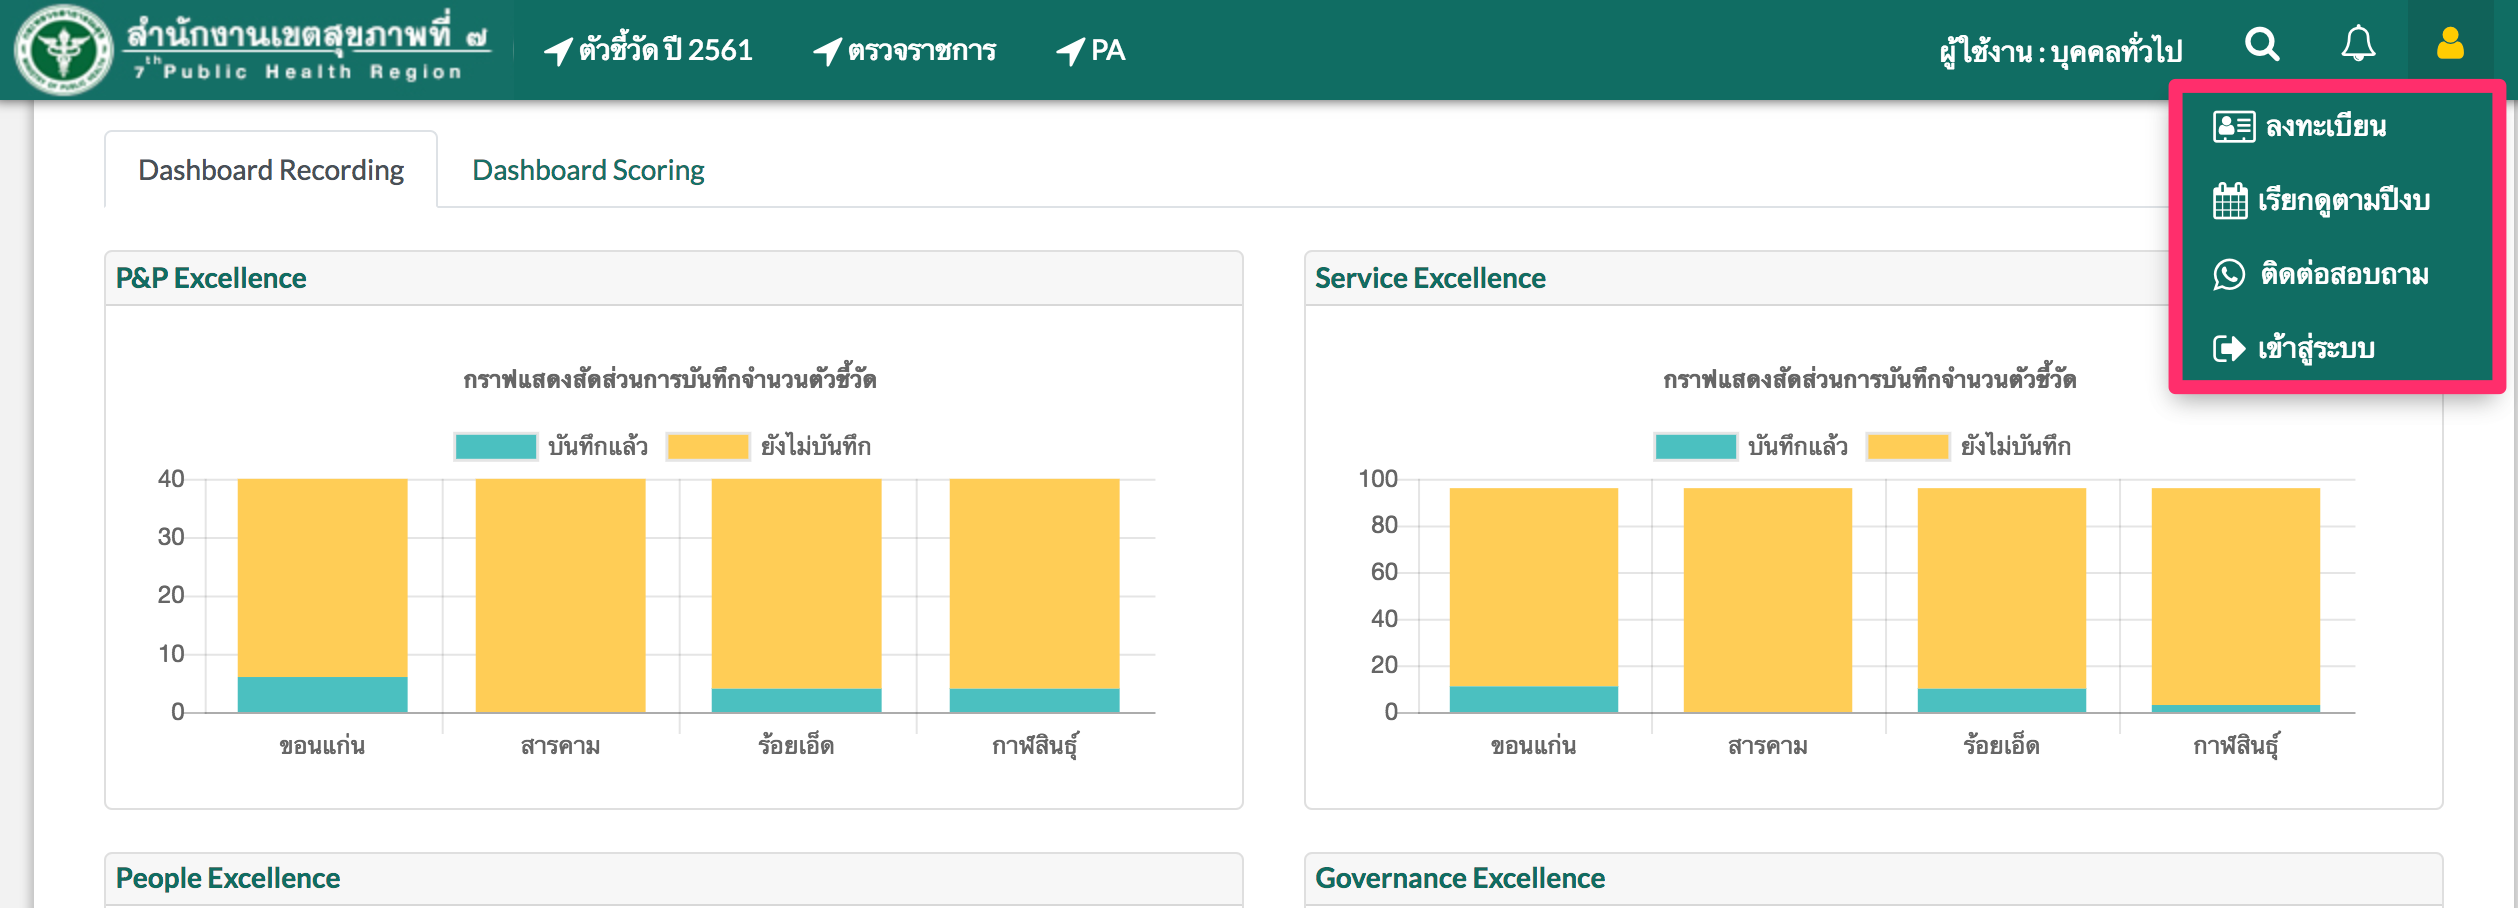 สำนักงานเขตสุขภาพที่ ๗
7th Public Health Region
ตัวชี้วัด ปี 2561
ตรวจราชการ
PA
ผู้ใช้งาน : บุคคลทั่วไป
ลงทะเบียน
เรียกดูตามปีงบ
ติดต่อสอบถาม
เข้าสู่ระบบ
Dashboard Recording
Dashboard Scoring
P&P Excellence
กราฟแสดงสัดส่วนการบันทึกจำนวนตัวชี้วัด
บันทึกแล้ว
ยังไม่บันทึก
40
30
20
10
0
ขอนแก่น
สารคาม
ร้อยเอ็ด
กาฬสินธุ์
Service Excellence
กราฟแสดงสัดส่วนการบันทึกจำนวนตัวชี้วัด
บันทึกแล้ว
ยังไม่บันทึก
100
80
60
40
20
0
ขอนแก่น
สารคาม
ร้อยเอ็ด
กาฬสินธุ์
People Excellence
Governance Excellence